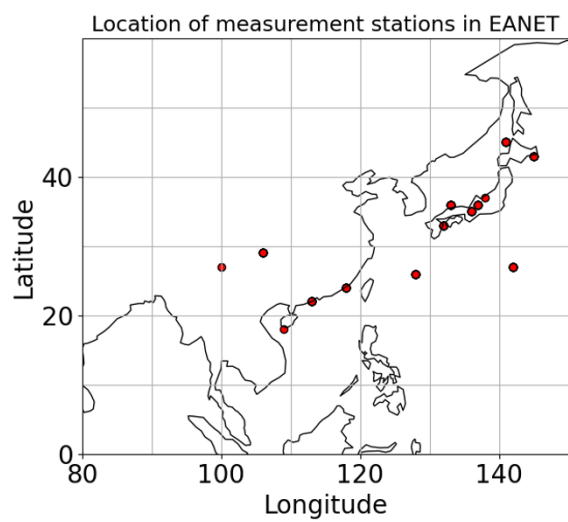 Location of measurement stations in EANET
40
20
0
Latitude
80 100 120 140
Longitude